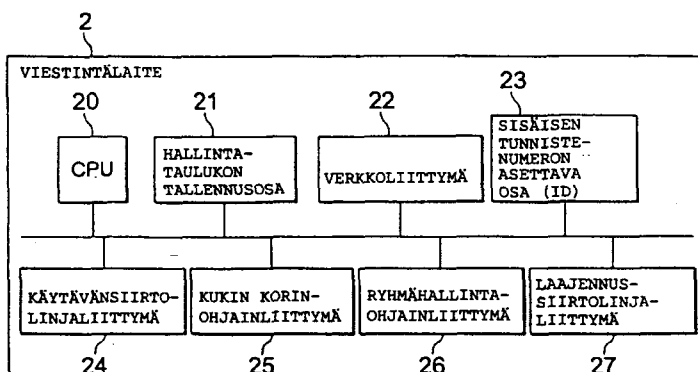 2
VIESTINTÄLAITE
20
21
22
23
CPU
HALLINTA-
TAULUKON
TALLENNUSOSA
VERKKOLIITTYMÄ
SISÄISEN
TUNNISTE-
NUMERON
ASETTAVA
OSA (ID)
KÄYTÄVÄNSIIRTO-
LINJALIITTYMÄ
KUKIN KORIN-
OHJAINLIITTYMÄ
RYHMÄHALLINTA-
OHJAINLIITTYMÄ
LAAJENNUS-
SIIRTOLINJA-
LIITTYMÄ
24
25
26
27